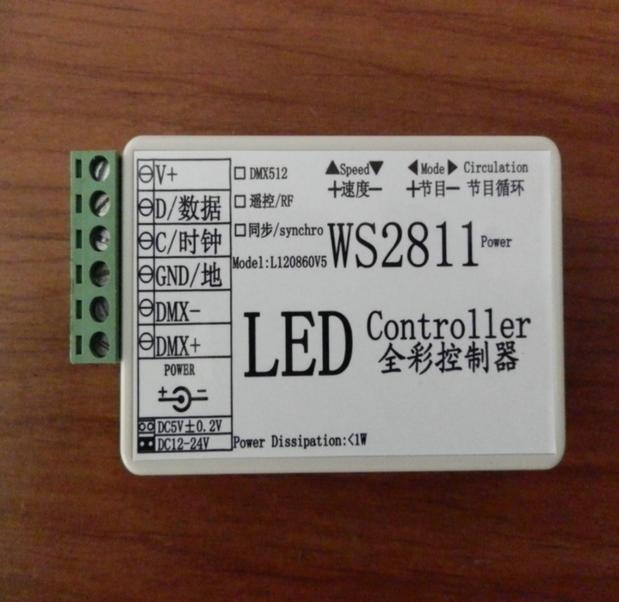 V+
D/数据
C/时钟
GND/地
DMX-
DMX+
POWER
+ -
DC5V±0.2V
DC12-24V
DMX512
遥控/RF
同步/synchro
Model:L120860V5
▲Speed▼
+速度-
◀Mode▶
+节目-
Circulation
节目循环
WS2811
Power
LED
Controller
全彩控制器
Power Dissipation:<1W